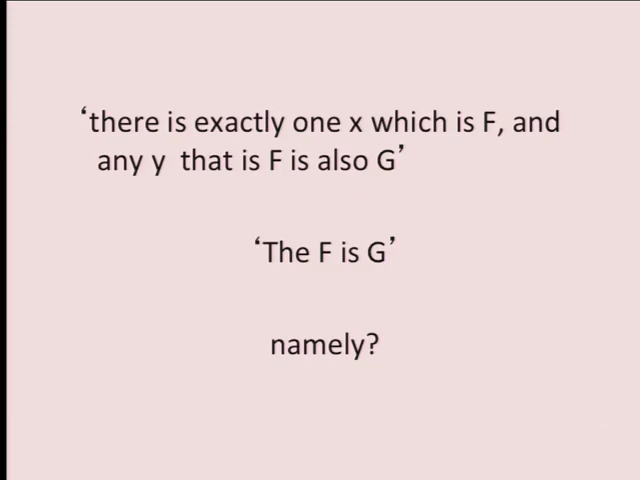 ‘there is exactly one x which is F, and
any y that is F is also G’
‘The F is G’
namely?